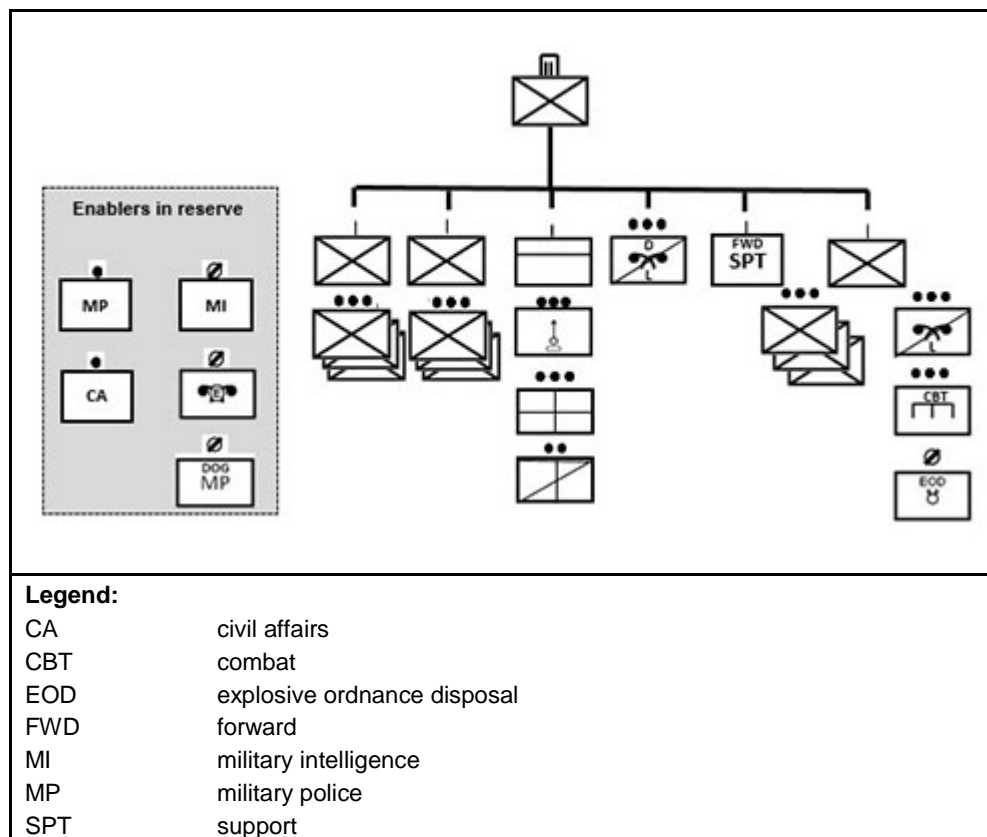 Enablers in reserve
MP
MI
CA
E
DOG
MP
D
L
FWD
SPT
L
CBT
EOD
Legend:
CA civil affairs
CBT combat
EOD explosive ordnance disposal
FWD forward
MI military intelligence
MP military police
SPT support